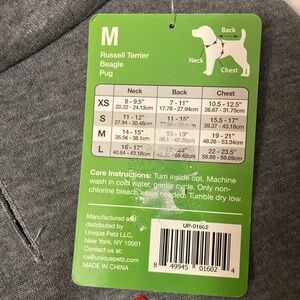 M
Russell Terrier
Beagle
Pug
Back
Neck
Chest
Neck Back Chest
XS 8 - 9.5" 7 - 11" 10.5 - 12.5"
20.32 - 24.13cm 17.78 - 27.94cm 26.67 - 31.75cm
S 11 - 12" 11 - 15" 15.5 - 17"
27.94 - 30.48cm 39.37 - 43.18cm
M 14 - 15" 15 - 19" 19 - 21"
35.56 - 38.1cm 38.1 - 48.26cm 48.26 - 53.34cm
L 16 - 17" 22 - 23.5"
40.64 - 43.18cm 55.88 - 59.69cm
Care Instructions: Turn inside out. Machine
wash in cold water, gentle cycle. Only non-
chlorine bleach when needed. Tumble dry low.
Manufactured and
distributed by
Unique Petz LLC.
New York, NY 10001
Contact us at:
cs@uniquepetz.com
MADE IN CHINA
UP-01602
8 49945 01602 4